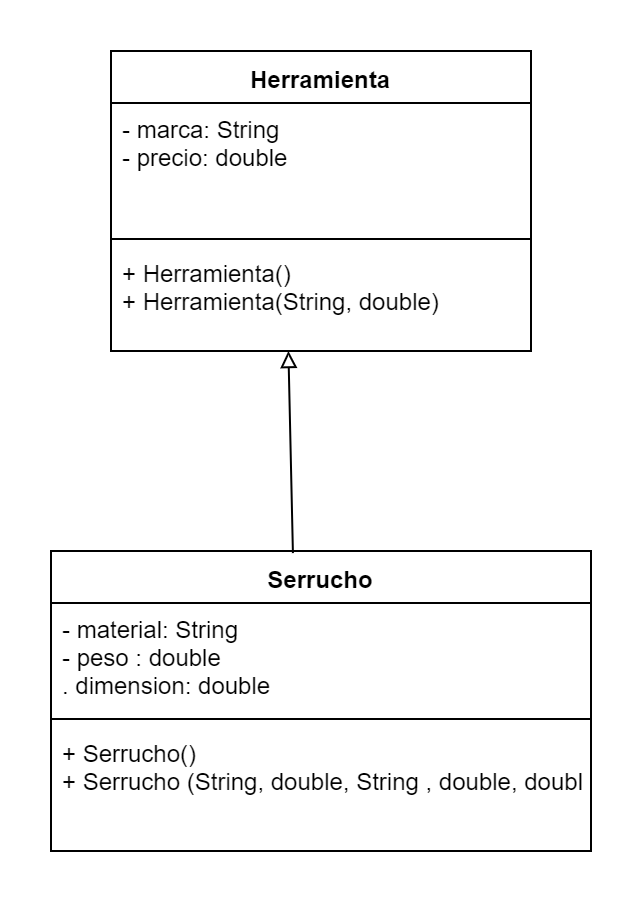 Herramienta
- marca: String
- precio: double
+ Herramienta()
+ Herramienta(String, double)
Serrucho
- material: String
- peso : double
. dimension: double
+ Serrucho()
+ Serrucho (String, double, String , double, doubl